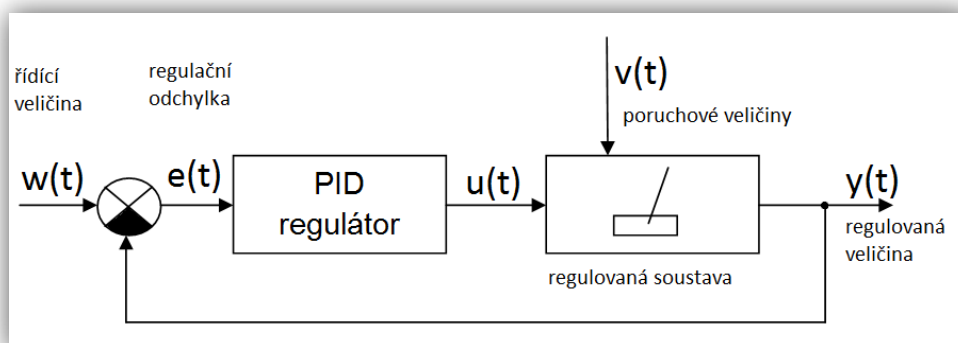 řídící
veličina
regulační
odchylka
v(t)
poruchové veličiny
w(t)
e(t)
PID
regulátor
u(t)
y(t)
regulovaná
veličina
regulovaná soustava